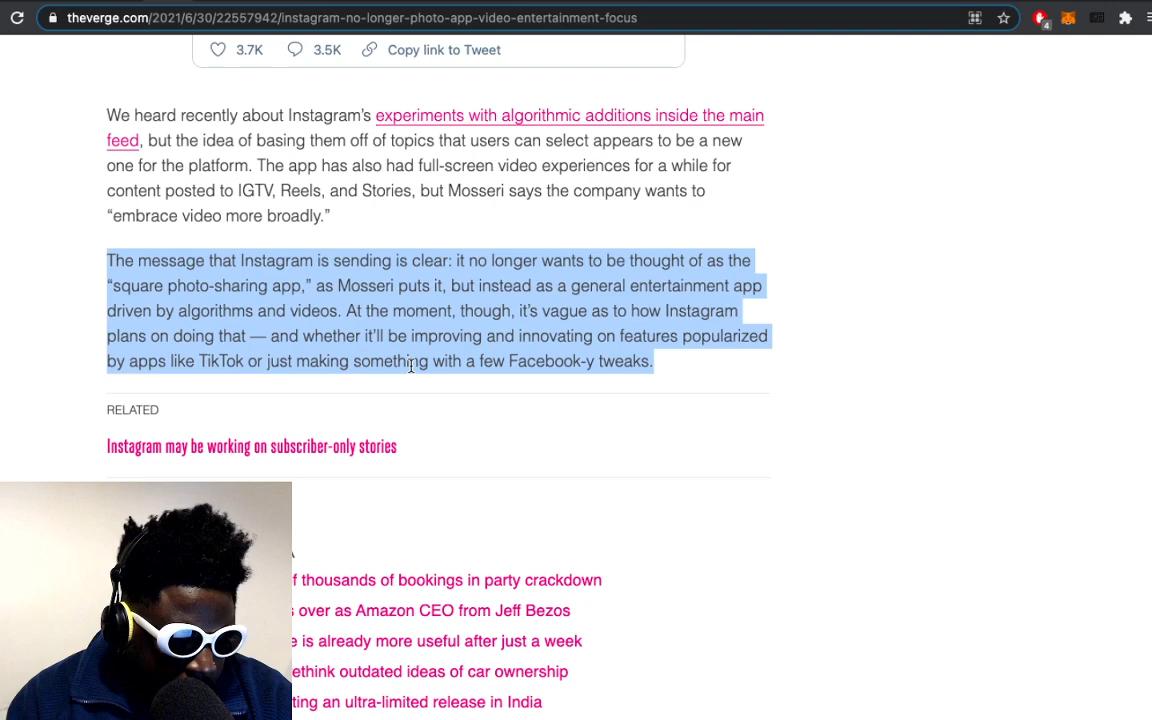 theverge.com/2021/6/30/22557942/instagram-no-longer-photo-app-video-entertainment-focus
4
3.7K 3.5K Copy link to Tweet
We heard recently about Instagram’s experiments with algorithmic additions inside the main
feed, but the idea of basing them off of topics that users can select appears to be a new
one for the platform. The app has also had full-screen video experiences for a while for
content posted to IGTV, Reels, and Stories, but Mosseri says the company wants to
“embrace video more broadly.”
The message that Instagram is sending is clear: it no longer wants to be thought of as the
“square photo-sharing app,” as Mosseri puts it, but instead as a general entertainment app
driven by algorithms and videos. At the moment, though, it’s vague as to how Instagram
plans on doing that — and whether it’ll be improving and innovating on features popularized
by apps like TikTok or just making something with a few Facebook-y tweaks.
RELATED
Instagram may be working on subscriber-only stories
f thousands of bookings in party crackdown
over as Amazon CEO from Jeff Bezos
e is already more useful after just a week
ethink outdated ideas of car ownership
ting an ultra-limited release in India